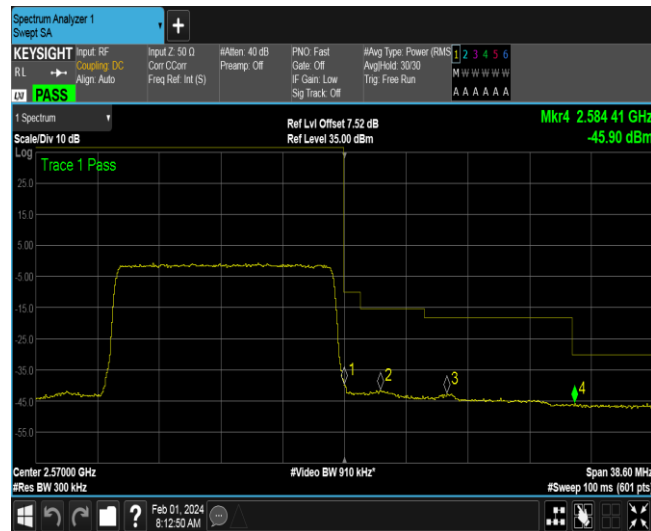 Spectrum Analyzer 1
Swept SA
+
KEYSIGHT
RL
LXI PASS
Input: RF
Coupling: DC
Align: Auto
Input Z: 50 Ω
Corr CCorr
Freq Ref: Int (S)
#Atten: 40 dB
Preamp: Off
PNO: Fast
Gate: Off
IF Gain: Low
Sig Track: Off
#Avg Type: Power (RMS
Avg|Hold: 30/30
Trig: Free Run
1 2 3 4 5 6
M W W W W W
A A A A A A
1 Spectrum
Scale/Div 10 dB
Ref Lvl Offset 7.52 dB
Ref Level 35.00 dBm
Mkr4 2.584 41 GHz
-45.90 dBm
Log
Trace 1 Pass
25.0
15.0
5.00
-5.00
-15.0
-25.0
-35.0
-45.0
-55.0
1
2
3
4
Center 2.57000 GHz
#Res BW 300 kHz
#Video BW 910 kHz*
Span 38.60 MHz
#Sweep 100 ms (601 pts)
?
Feb 01, 2024
8:12:50 AM